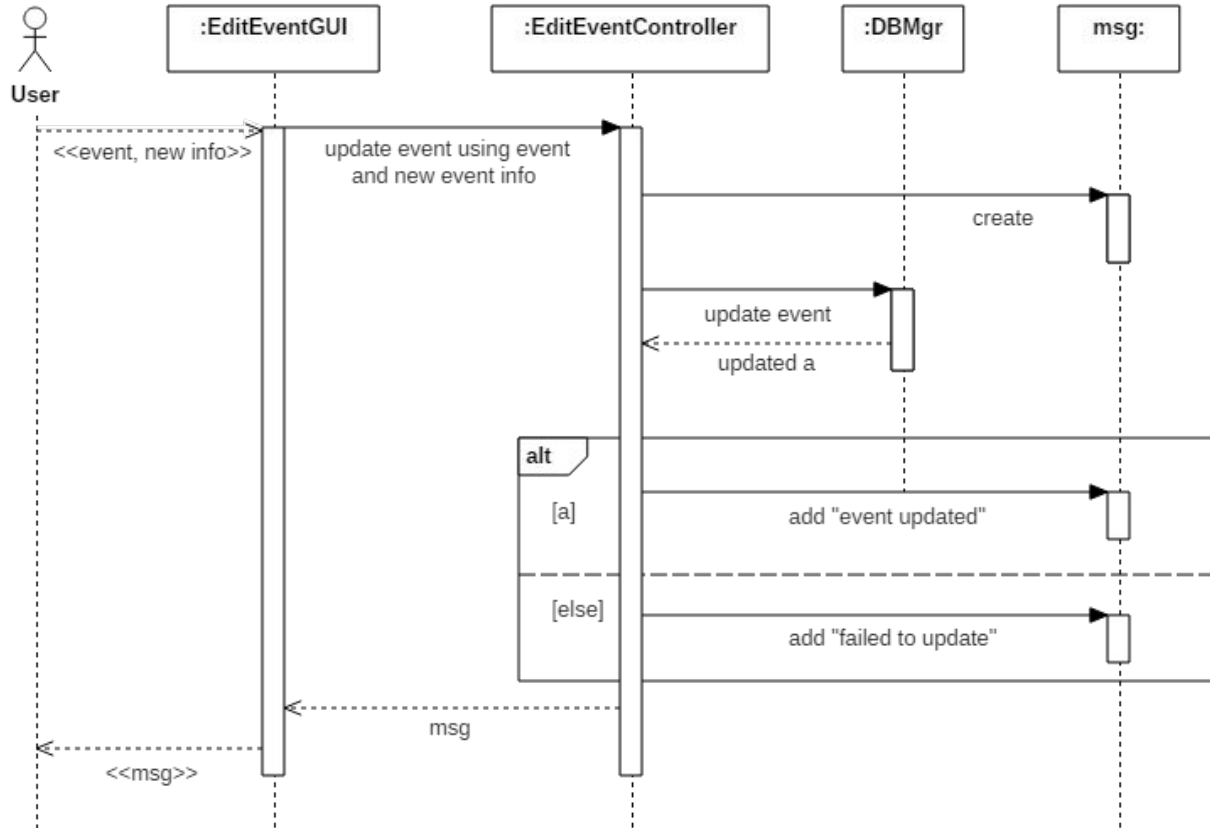 :EditEventGUI
:EditEventController
:DBMgr
msg:
User
<<event, new info>>
update event using event
and new event info
create
update event
updated a
alt
[a]
add "event updated"
[else]
add "failed to update"
msg
<<msg>>